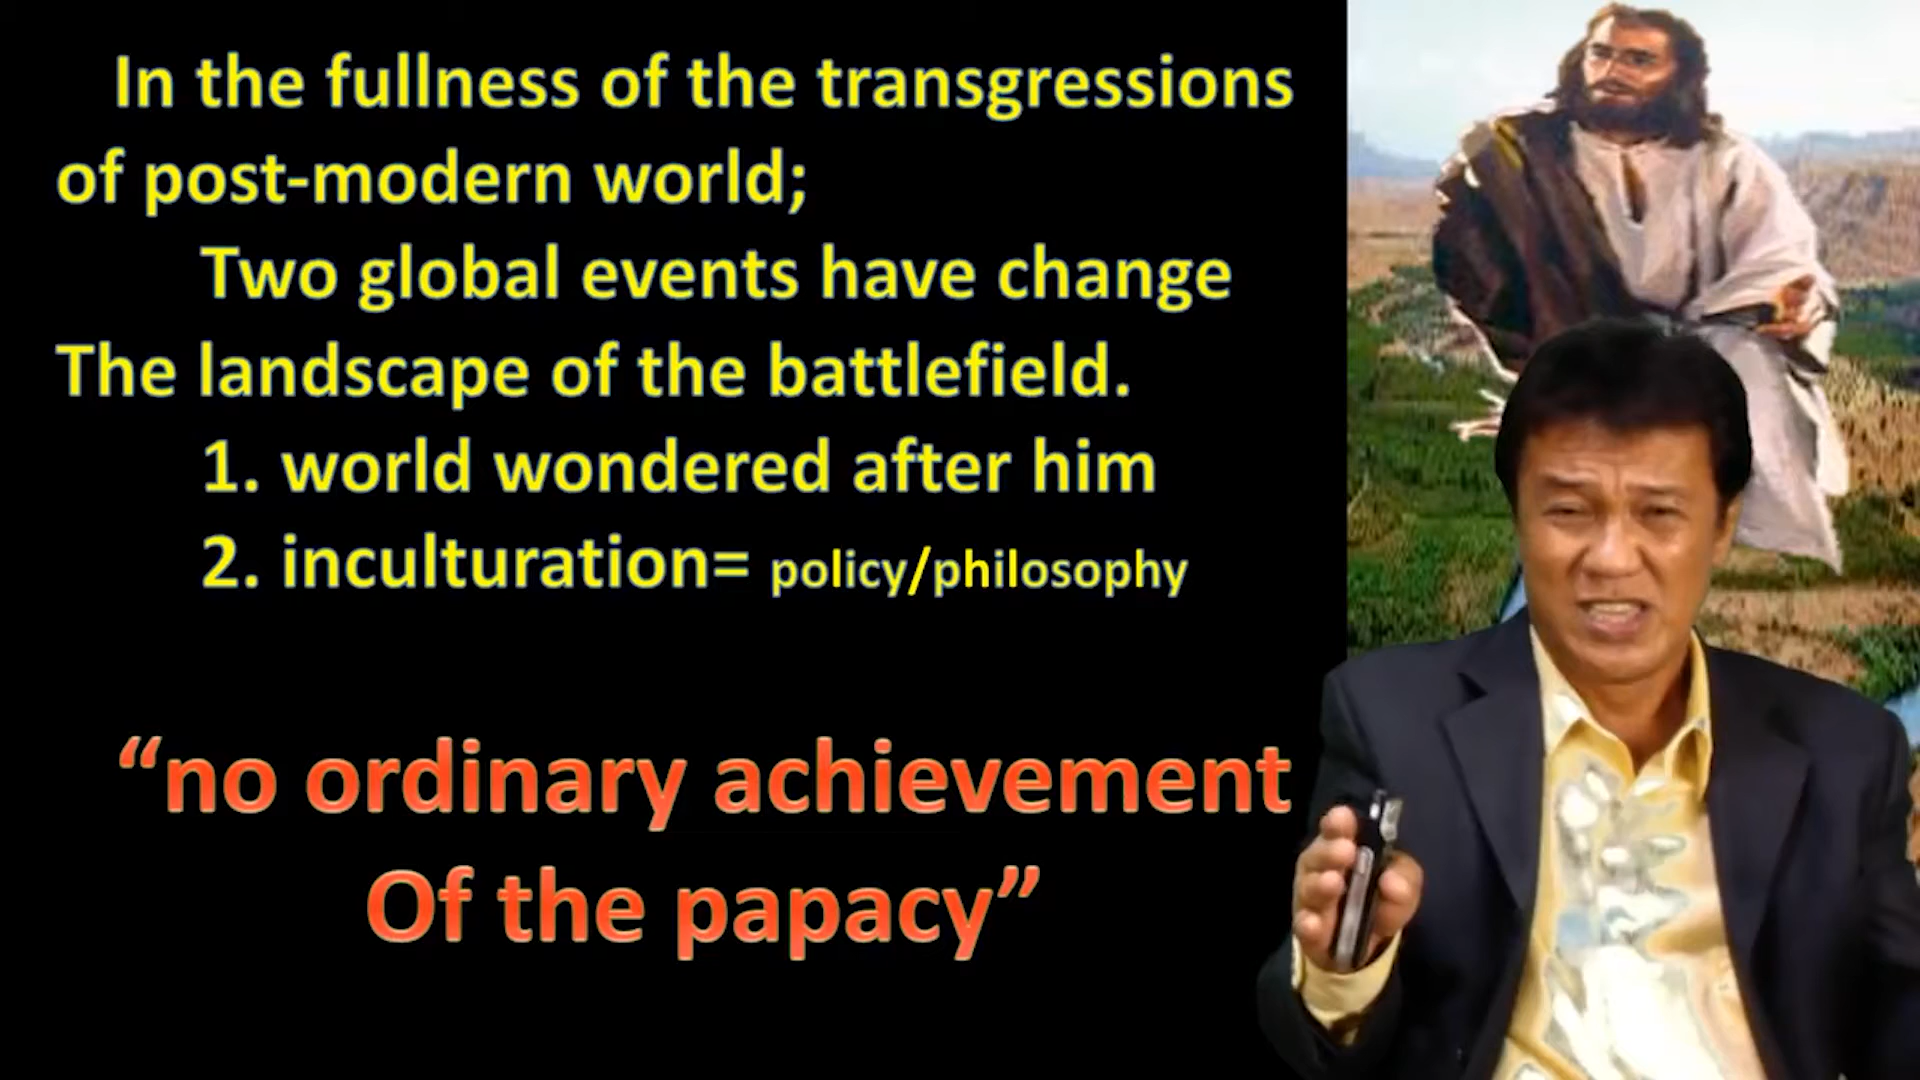 In the fullness of the transgressions
of post-modern world;
Two global events have change
The landscape of the battlefield.
1. world wondered after him
2. inculturation= policy/philosophy
“no ordinary achievement
Of the papacy”